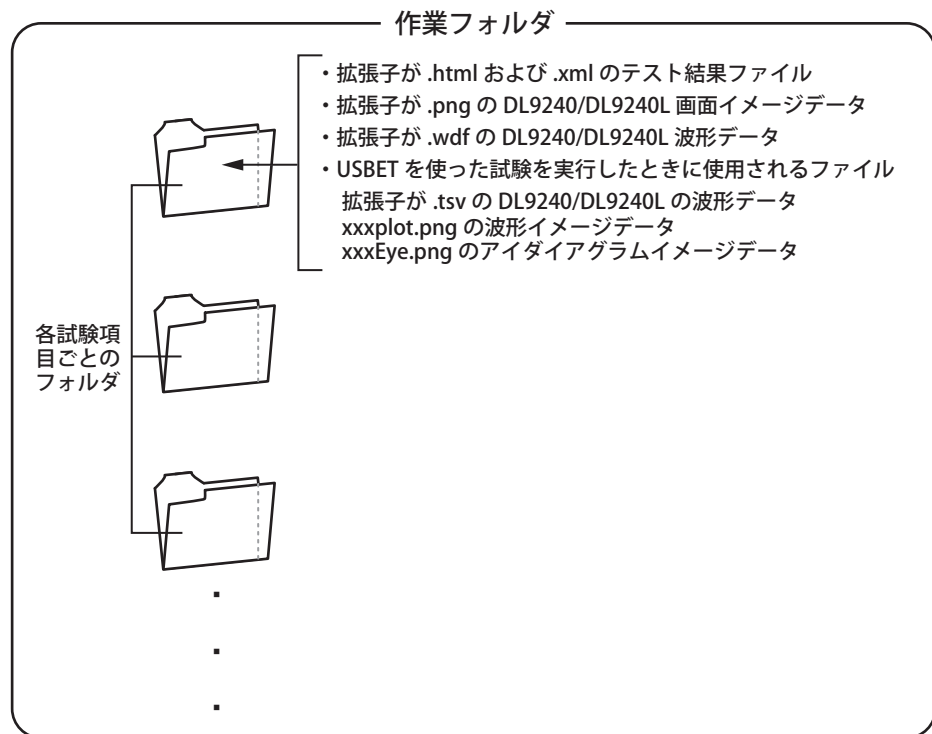 作業フォルダ
・拡張子が .html および .xml のテスト結果ファイル
・拡張子が .png の DL9240/DL9240L 画面イメージデータ
・拡張子が .wdf の DL9240/DL9240L 波形データ
・USBET を使った試験を実行したときに使用されるファイル
拡張子が .tsv の DL9240/DL9240L の波形データ
xxxplot.png の波形イメージデータ
xxxEye.png のアイダイアグラムイメージデータ
各試験項
目ごとの
フォルダ